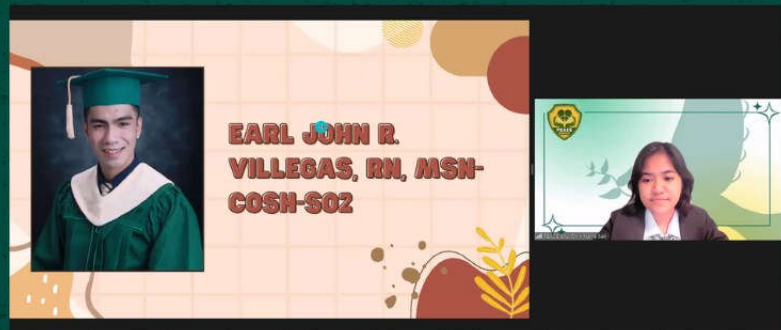 EARL JOHN R.
VILLEGAS, RN, MSN-
COSH-SO2